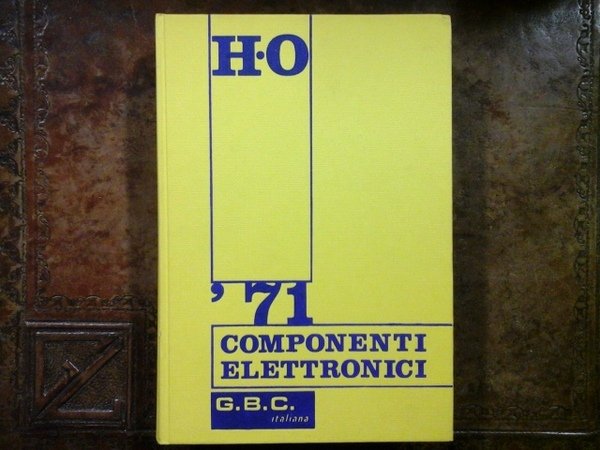 H·O
'71
COMPONENTI
ELETTRONICI
G.B.C.
italiana